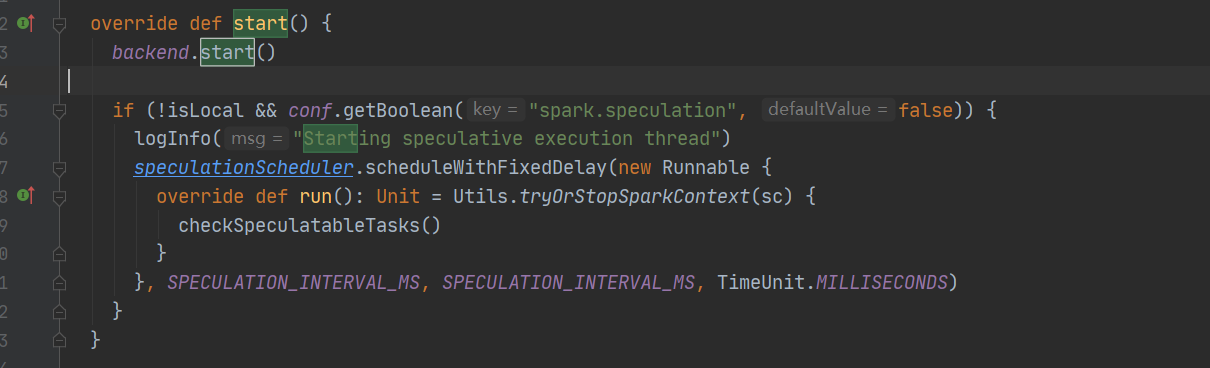 2 override def start() {
3 backend.start()
4
5 if (!isLocal && conf.getBoolean( key = "spark.speculation", defaultValue = false)) {
6 logInfo( msg = "Starting speculative execution thread")
7 speculationScheduler.scheduleWithFixedDelay(new Runnable {
8 override def run(): Unit = Utils.tryOrStopSparkContext(sc) {
9 checkSpeculatableTasks()
0 }
1 }, SPECULATION_INTERVAL_MS, SPECULATION_INTERVAL_MS, TimeUnit.MILLISECONDS)
2 }
3 }